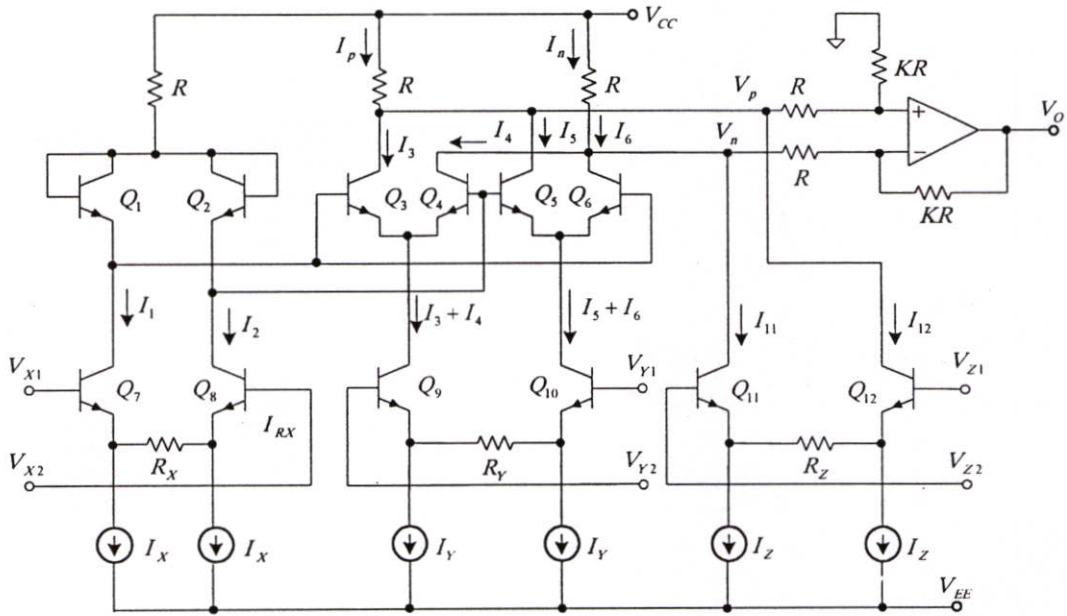 V_CC
I_p
I_n
KR
R
R
R
V_p
R
V_O
I_4
I_5
I_6
V_n
I_3
R
KR
Q_1
Q_2
Q_3
Q_4
Q_5
Q_6
I_1
I_2
I_3 + I_4
I_5 + I_6
I_11
I_12
V_X1
Q_7
Q_8
Q_9
Q_10
V_Y1
Q_11
Q_12
V_Z1
I_RX
V_X2
R_X
R_Y
V_Y2
R_Z
V_Z2
I_X
I_X
I_Y
I_Y
I_Z
I_Z
V_EE